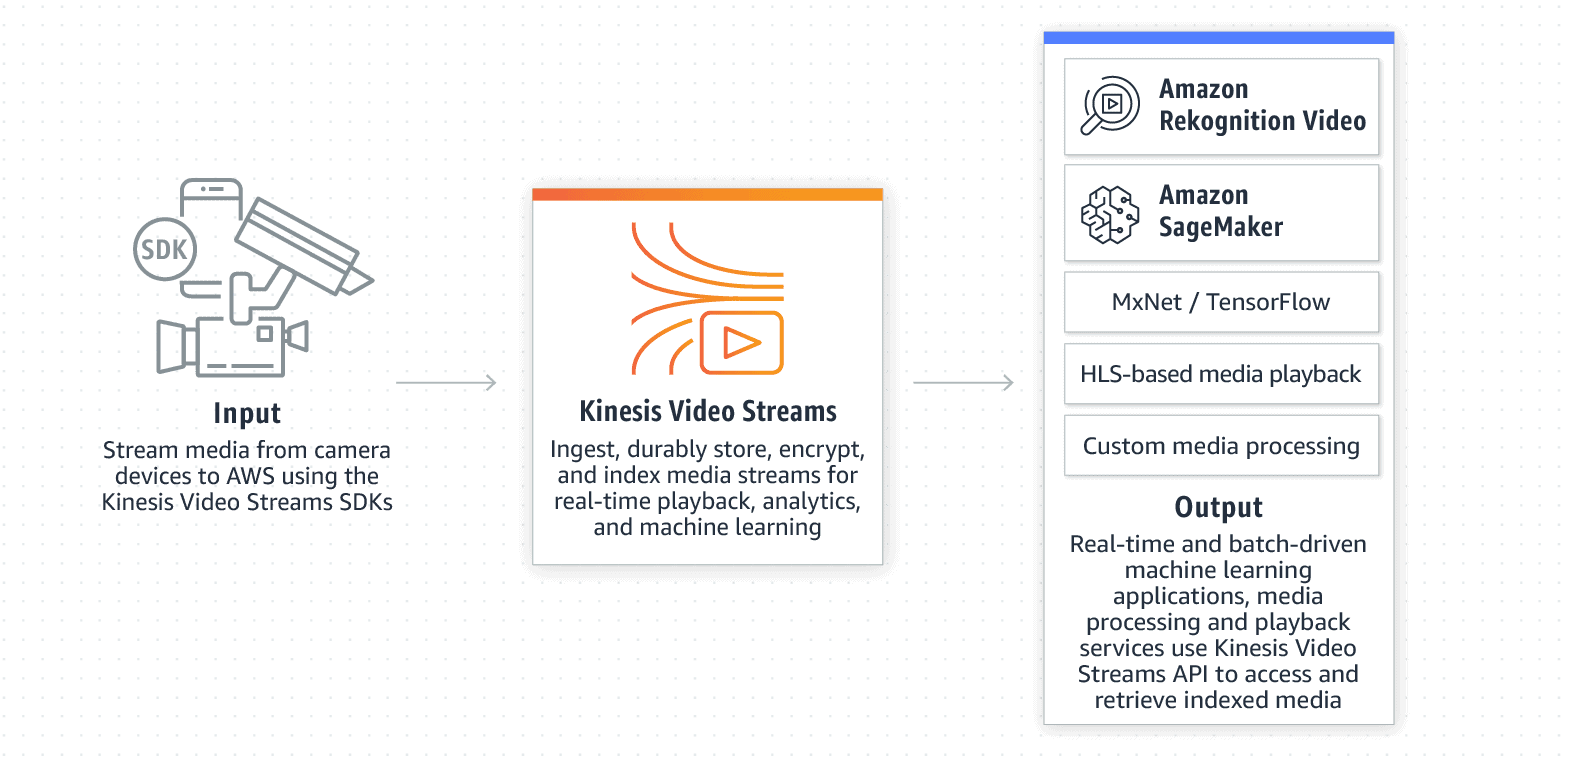 SDK
Input
Stream media from camera
devices to AWS using the
Kinesis Video Streams SDKs
Kinesis Video Streams
Ingest, durably store, encrypt,
and index media streams for
real-time playback, analytics,
and machine learning
Amazon
Rekognition Video
Amazon
SageMaker
MxNet / TensorFlow
HLS-based media playback
Custom media processing
Output
Real-time and batch-driven
machine learning
applications, media
processing and playback
services use Kinesis Video
Streams API to access and
retrieve indexed media